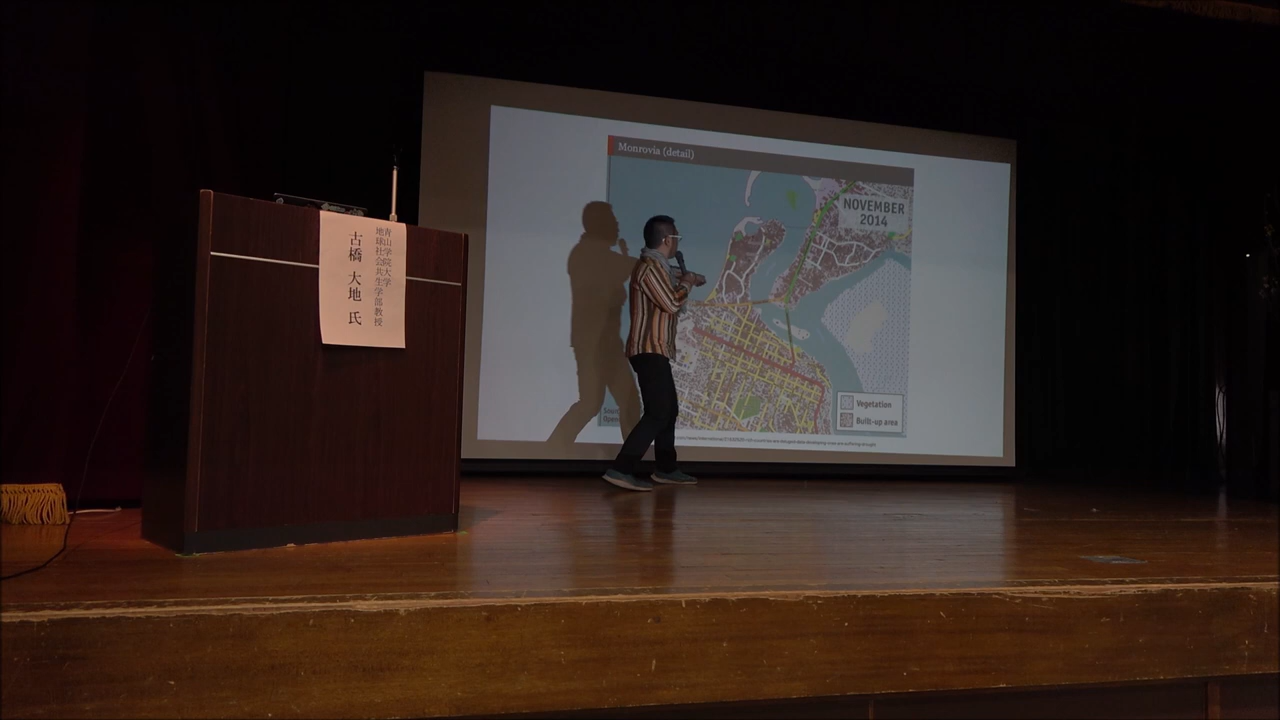 青山学院大学
地球社会共生学部教授
古橋 大地 氏
Monrovia (detail)
NOVEMBER
2014
Vegetation
Built-up area